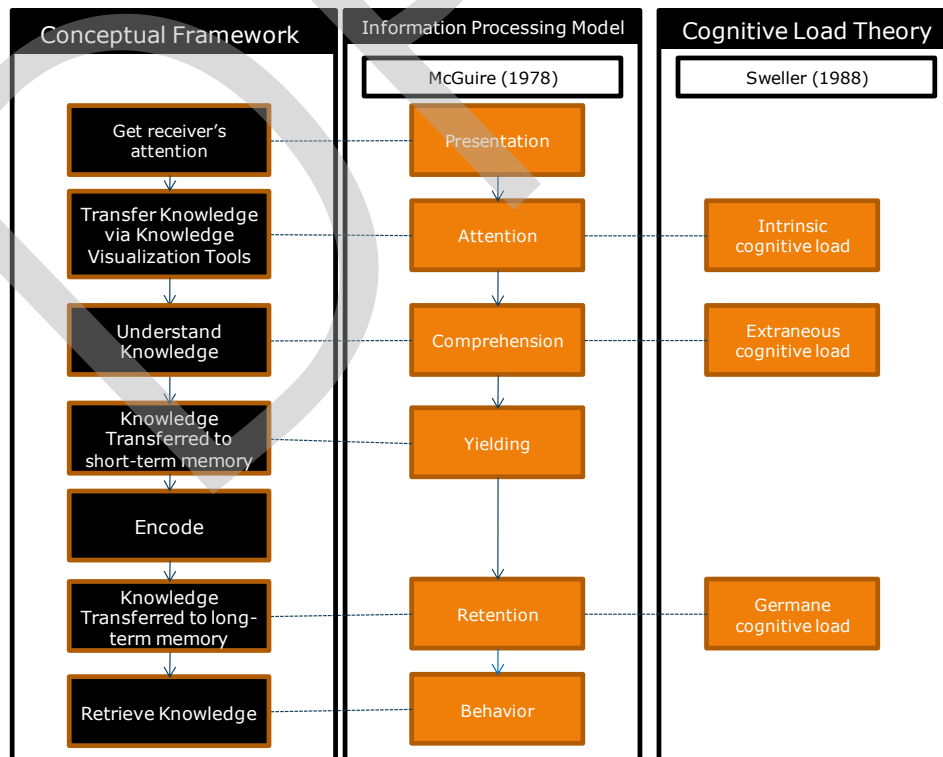 Conceptual Framework
Get receiver's
attention
Transfer Knowledge
via Knowledge
Visualization Tools
Understand
Knowledge
Knowledge
Transferred to
short-term memory
Encode
Knowledge
Transferred to long-
term memory
Retrieve Knowledge
Information Processing Model
McGuire (1978)
Presentation
Attention
Comprehension
Yielding
Retention
Behavior
Cognitive Load Theory
Sweller (1988)
Intrinsic
cognitive load
Extraneous
cognitive load
Germane
cognitive load